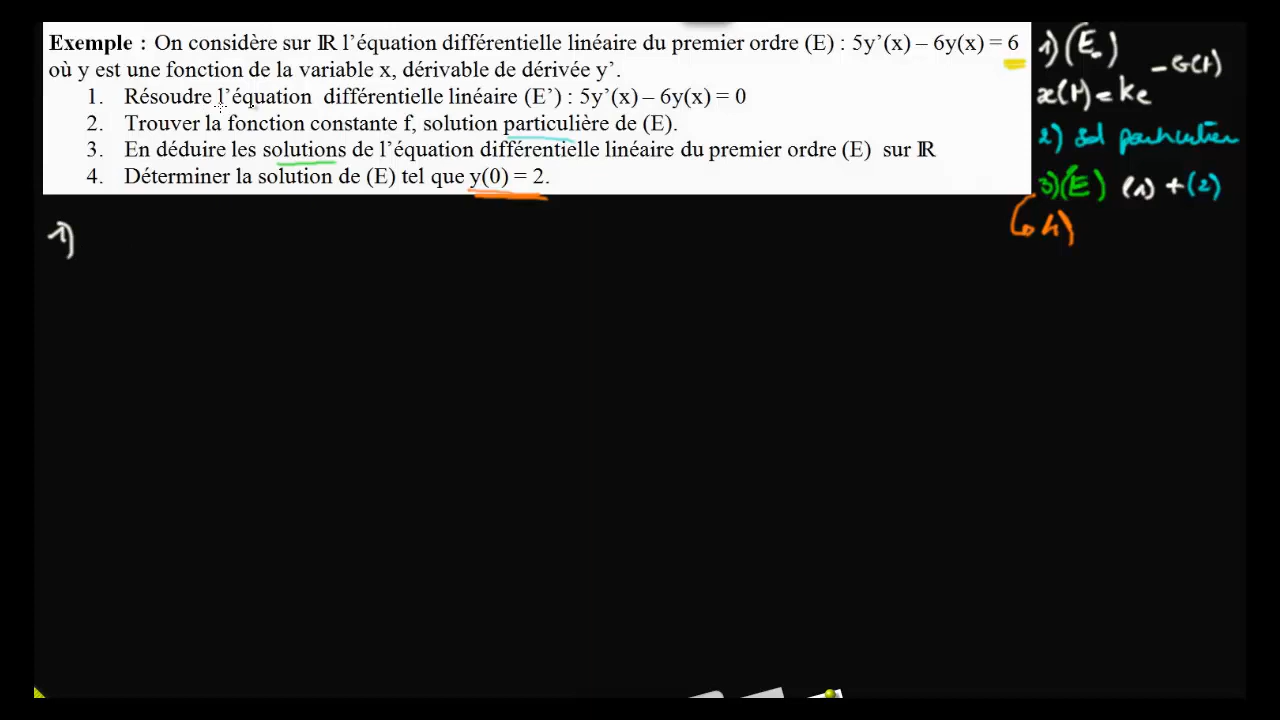 Exemple : On considère sur ℝ l’équation différentielle linéaire du premier ordre (E) : 5y’(x) – 6y(x) = 6
où y est une fonction de la variable x, dérivable de dérivée y’.
1. Résoudre l’équation différentielle linéaire (E’) : 5y’(x) – 6y(x) = 0
2. Trouver la fonction constante f, solution particulière de (E).
3. En déduire les solutions de l’équation différentielle linéaire du premier ordre (E) sur ℝ
4. Déterminer la solution de (E) tel que y(0) = 2.
1) (E₀)
x(t) = k e^{-G(t)}
2) sol particulière
3) (E) (1) + (2)
4)
1)